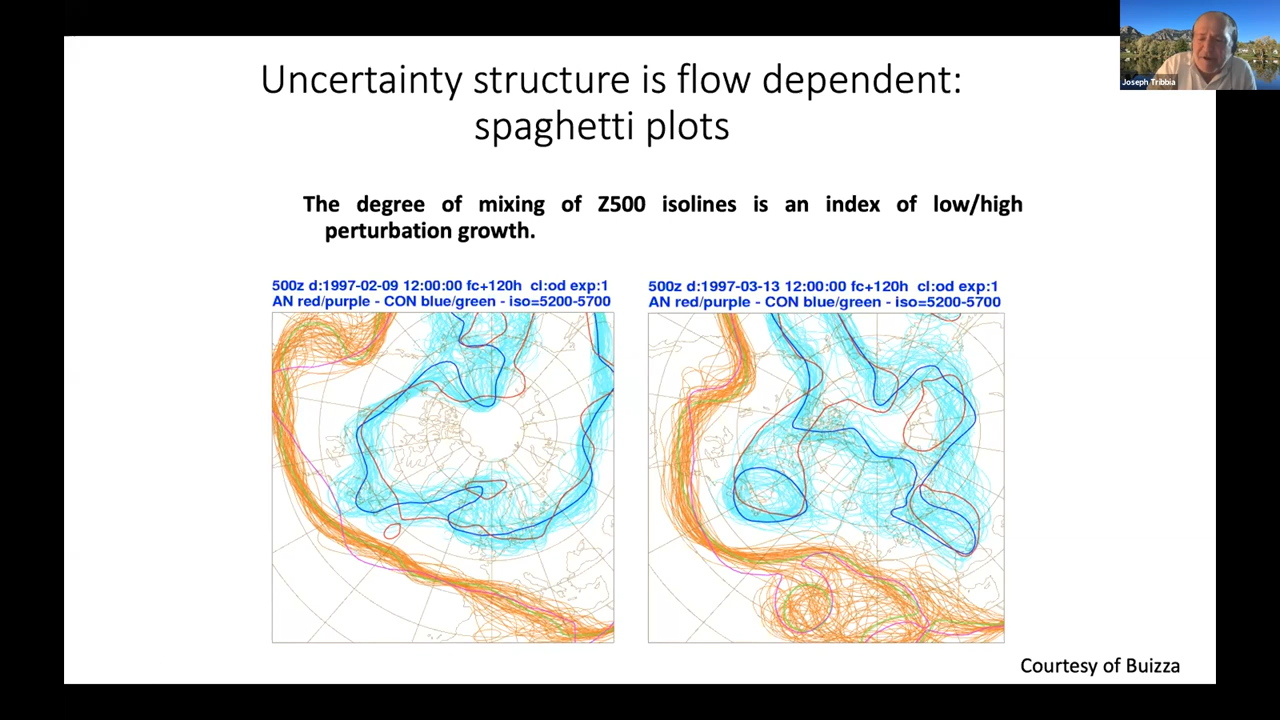 Joseph Tribbia
Uncertainty structure is flow dependent:
spaghetti plots
The degree of mixing of Z500 isolines is an index of low/high
perturbation growth.
500z d:1997-02-09 12:00:00 fc+120h cl:od exp:1
AN red/purple - CON blue/green - iso=5200-5700
500z d:1997-03-13 12:00:00 fc+120h cl:od exp:1
AN red/purple - CON blue/green - iso=5200-5700
Courtesy of Buizza